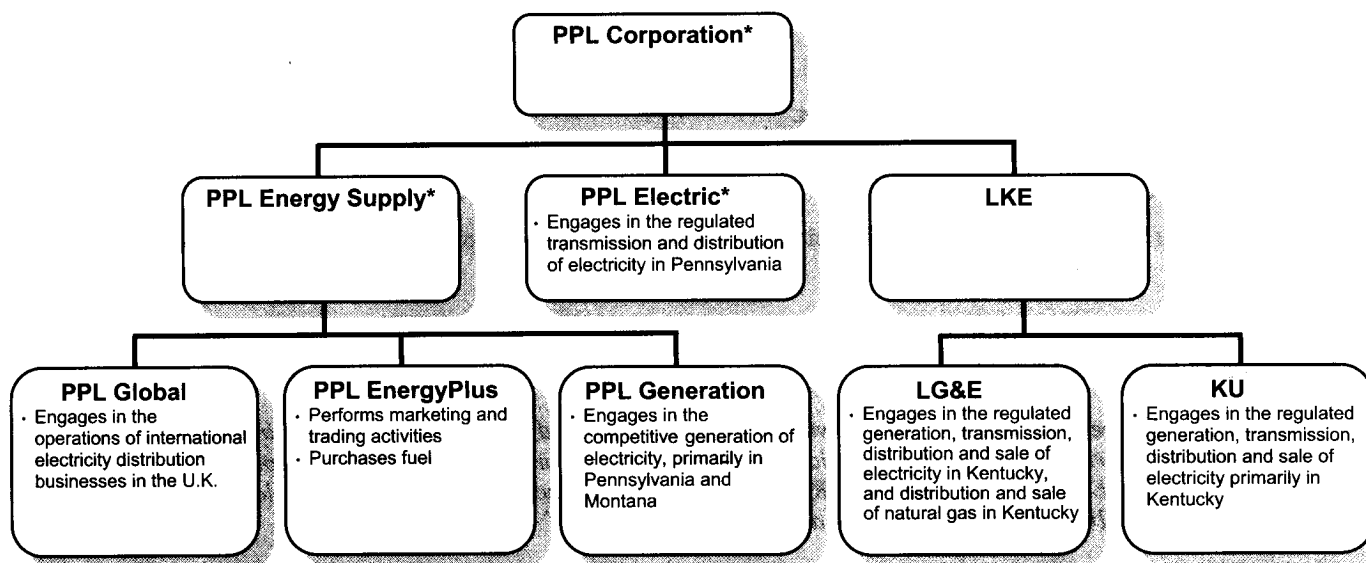 PPL Corporation*
PPL Energy Supply*
PPL Electric*
· Engages in the regulated
transmission and distribution
of electricity in Pennsylvania
LKE
PPL Global
· Engages in the
operations of international
electricity distribution
businesses in the U.K.
PPL EnergyPlus
· Performs marketing and
trading activities
· Purchases fuel
PPL Generation
· Engages in the
competitive generation of
electricity, primarily in
Pennsylvania and
Montana
LG&E
· Engages in the regulated
generation, transmission,
distribution and sale of
electricity in Kentucky,
and distribution and sale
of natural gas in Kentucky
KU
· Engages in the regulated
generation, transmission,
distribution and sale of
electricity primarily in
Kentucky